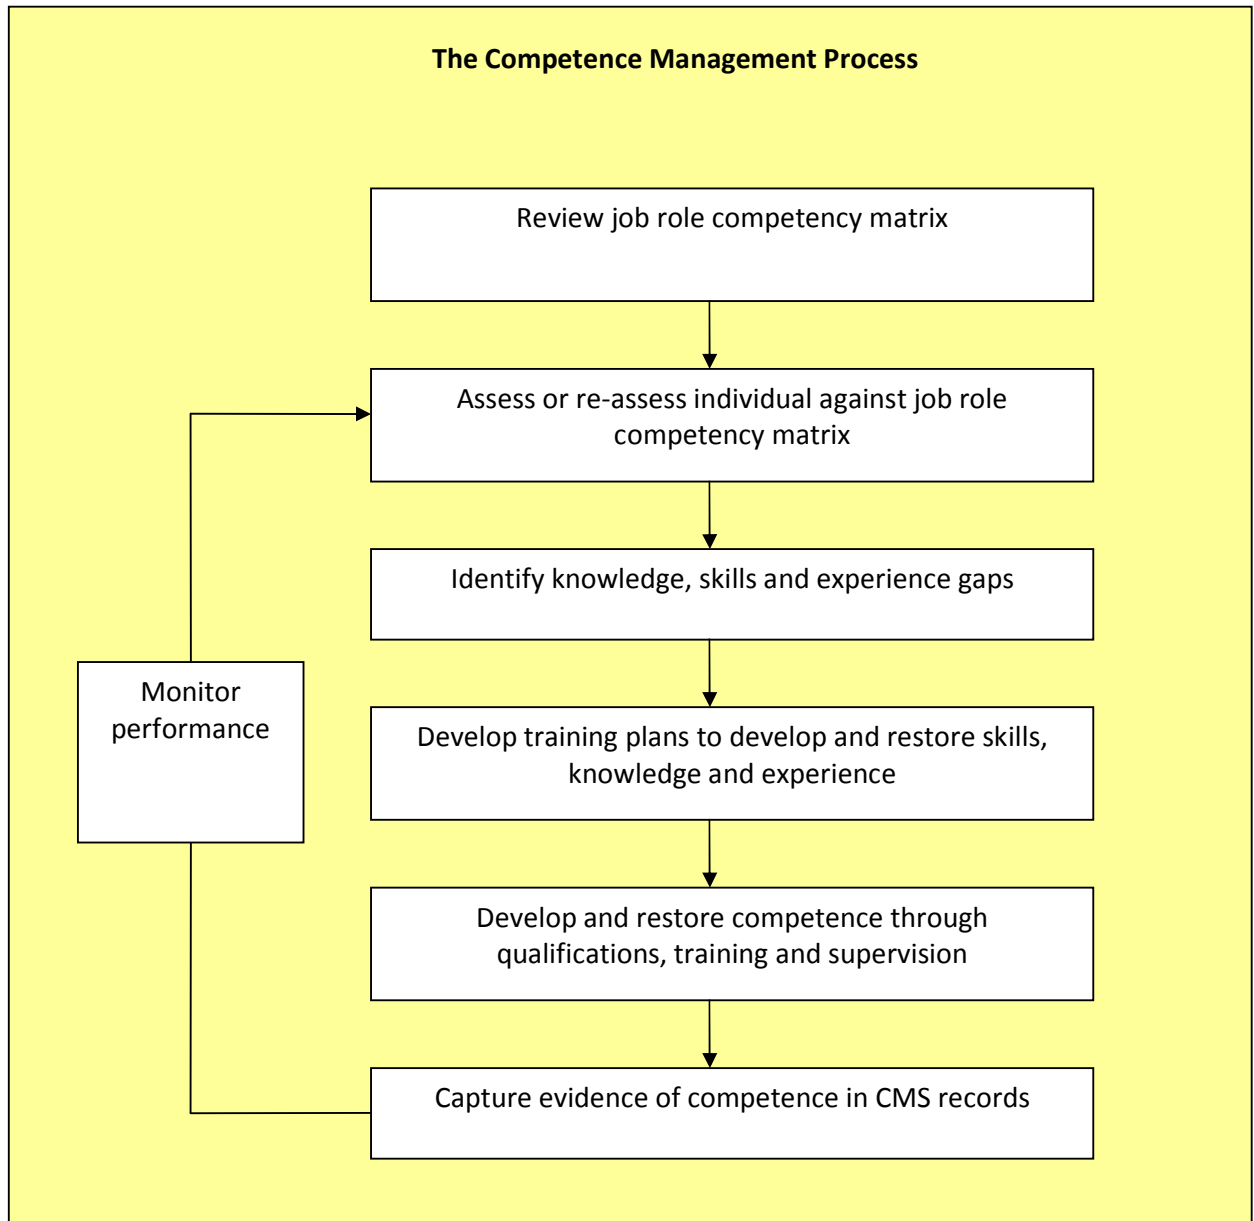 The Competence Management Process
Review job role competency matrix
Assess or re-assess individual against job role
competency matrix
Identify knowledge, skills and experience gaps
Monitor
performance
Develop training plans to develop and restore skills,
knowledge and experience
Develop and restore competence through
qualifications, training and supervision
Capture evidence of competence in CMS records